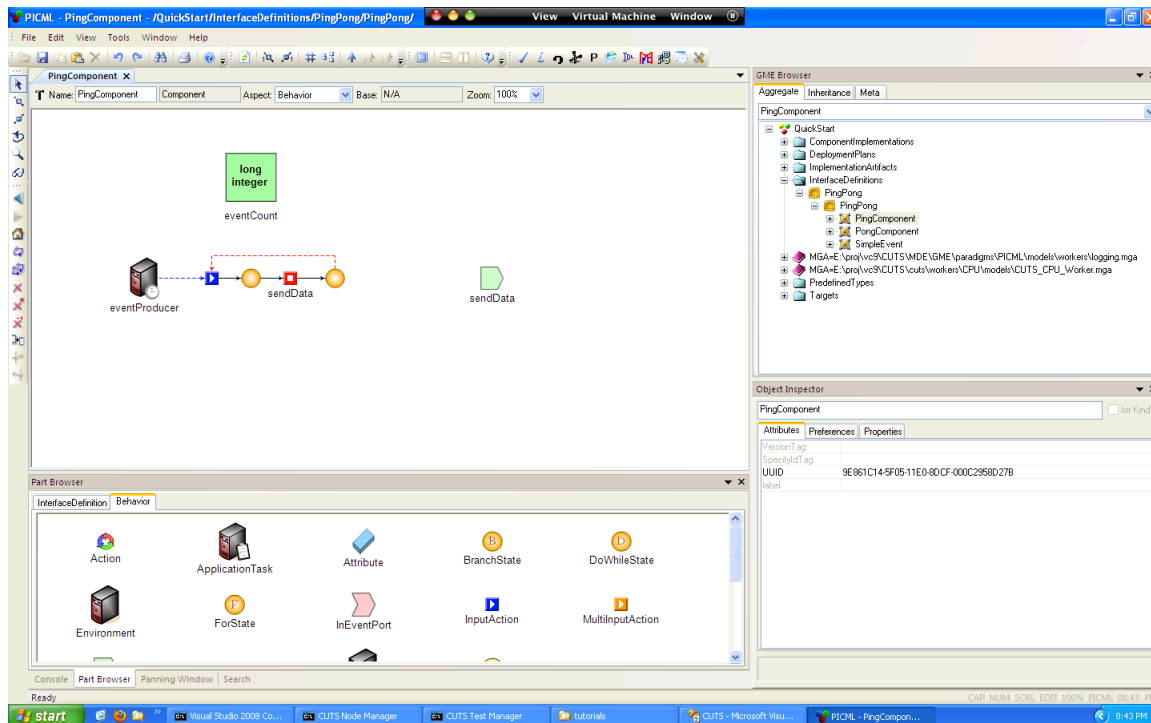 PICML - PingComponent - /QuickStart/InterfaceDefinitions/PingPong/PingPong/
View Virtual Machine Window
File Edit View Tools Window Help
PingComponent
Name: PingComponent Component Aspect: Behavior Base: N/A Zoom: 100%
long
integer
eventCount
eventProducer
sendData
sendData
GME Browser
Aggregate Inheritance Meta
PingComponent
QuickStart
ComponentImplementations
DeploymentPlans
ImplementationArtifacts
InterfaceDefinitions
PingPong
PingPong
PingComponent
PongComponent
SimpleEvent
MGA=E:\proj\vc9\CUTS\MDE\GME\paradigms\PICML\models\workers\logging.mga
MGA=E:\proj\vc9\CUTS\cuts\workers\CPU\models\CUTS_CPU_Worker.mga
PredefinedTypes
Targets
Object Inspector
PingComponent for Kind
Attributes Preferences Properties
VersionTag
SpecifyIdTag
UUID 9E861C14-5F05-11E0-8DCF-000C2958D27B
label
Part Browser
InterfaceDefinition Behavior
Action
ApplicationTask
Attribute
B
BranchState
D
DoWhileState
Environment
F
ForState
InEventPort
InputAction
MultiInputAction
Console Part Browser Panning Window Search
Ready
CAP NUM SCRL EDIT 100% PICML 08:43 PM
start
Visual Studio 2008 Co...
CUTS Node Manager
CUTS Test Manager
tutorials
CUTS - Microsoft Visu...
PICML - PingCompon...
8:43 PM